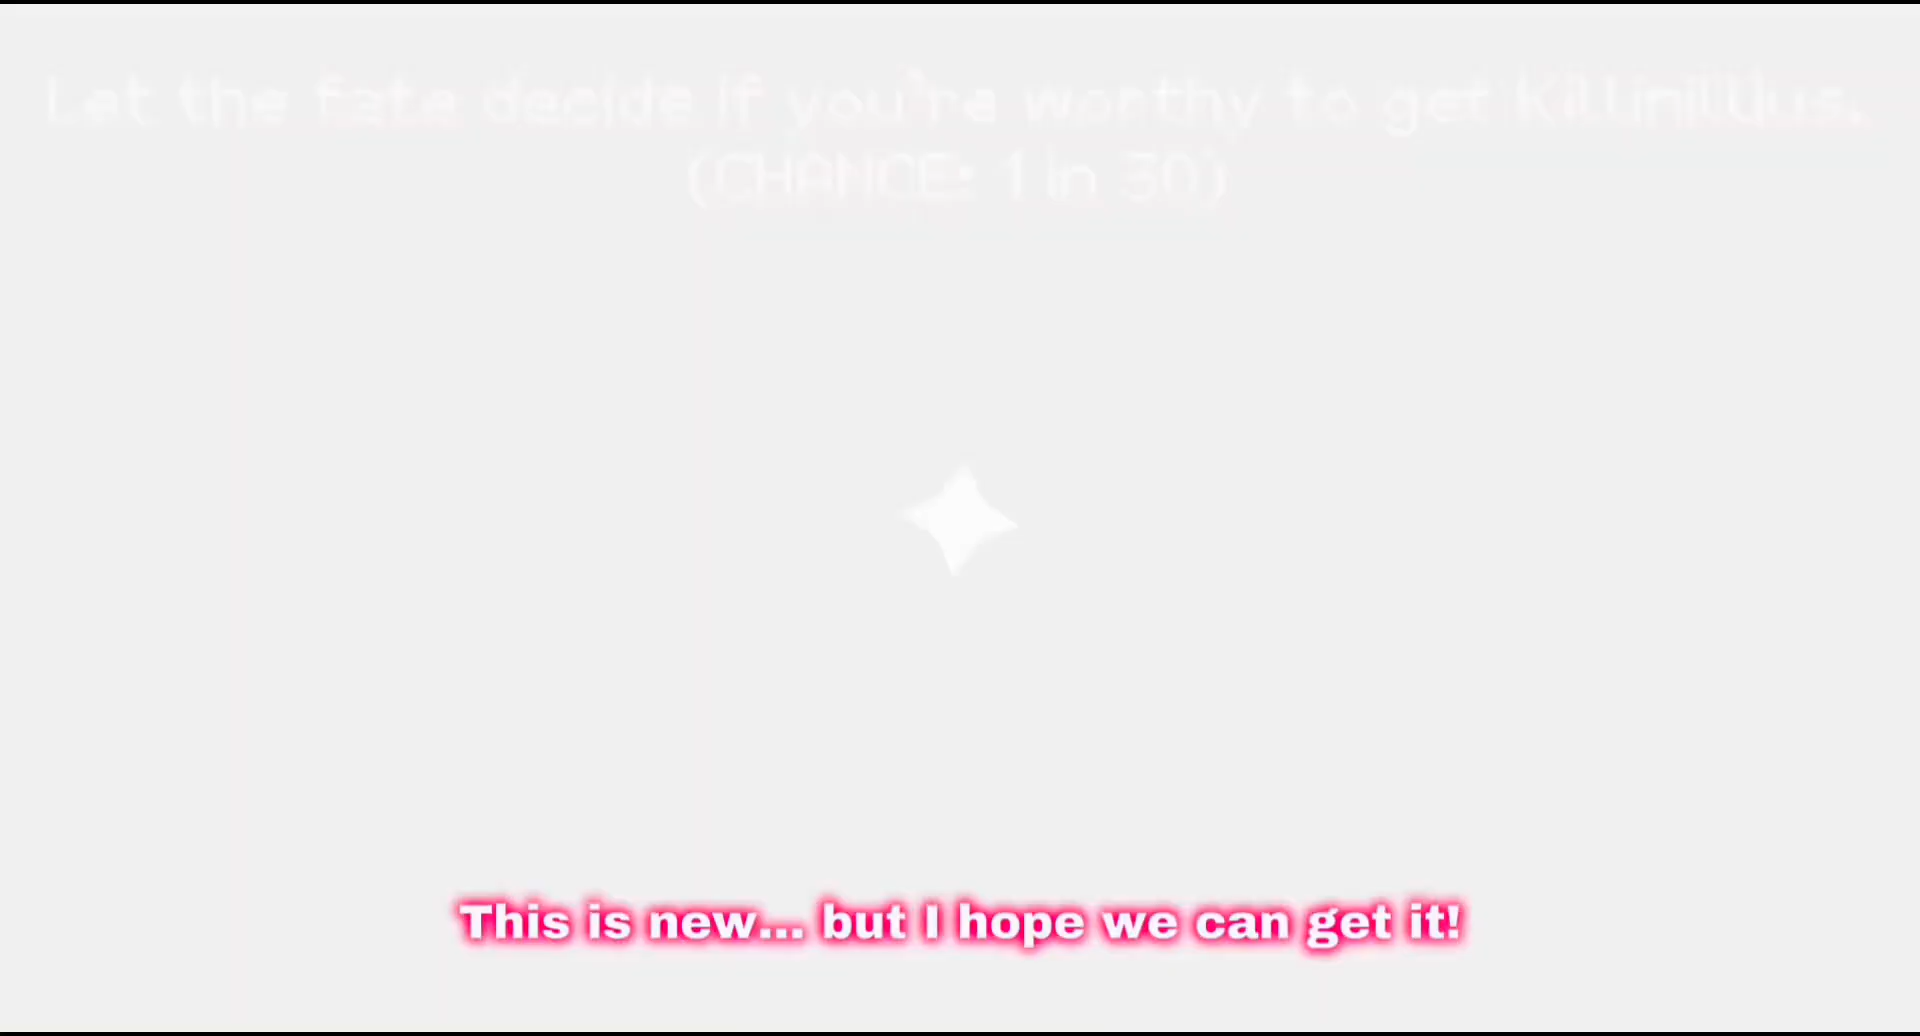 Let the fate decide if you're worthy to get
(CHANCE: 1 in 30)
This is new... but I hope we can get it!